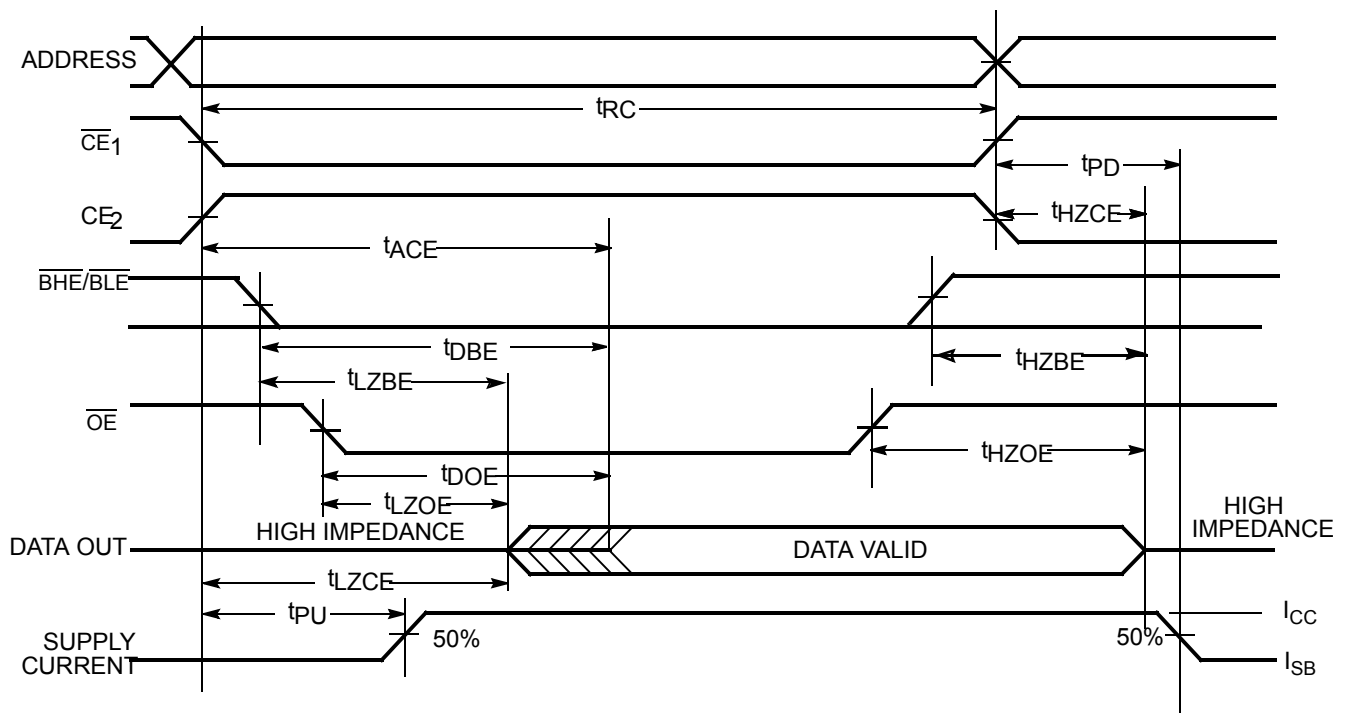 ADDRESS
tRC
CE1
tPD
CE2
tHZCE
tACE
BHE/BLE
tDBE
tHZBE
tLZBE
OE
tHZOE
tDOE
tLZOE
HIGH IMPEDANCE
HIGH
IMPEDANCE
DATA OUT
DATA VALID
tLZCE
tPU
ICC
50%
50%
SUPPLY
CURRENT
ISB